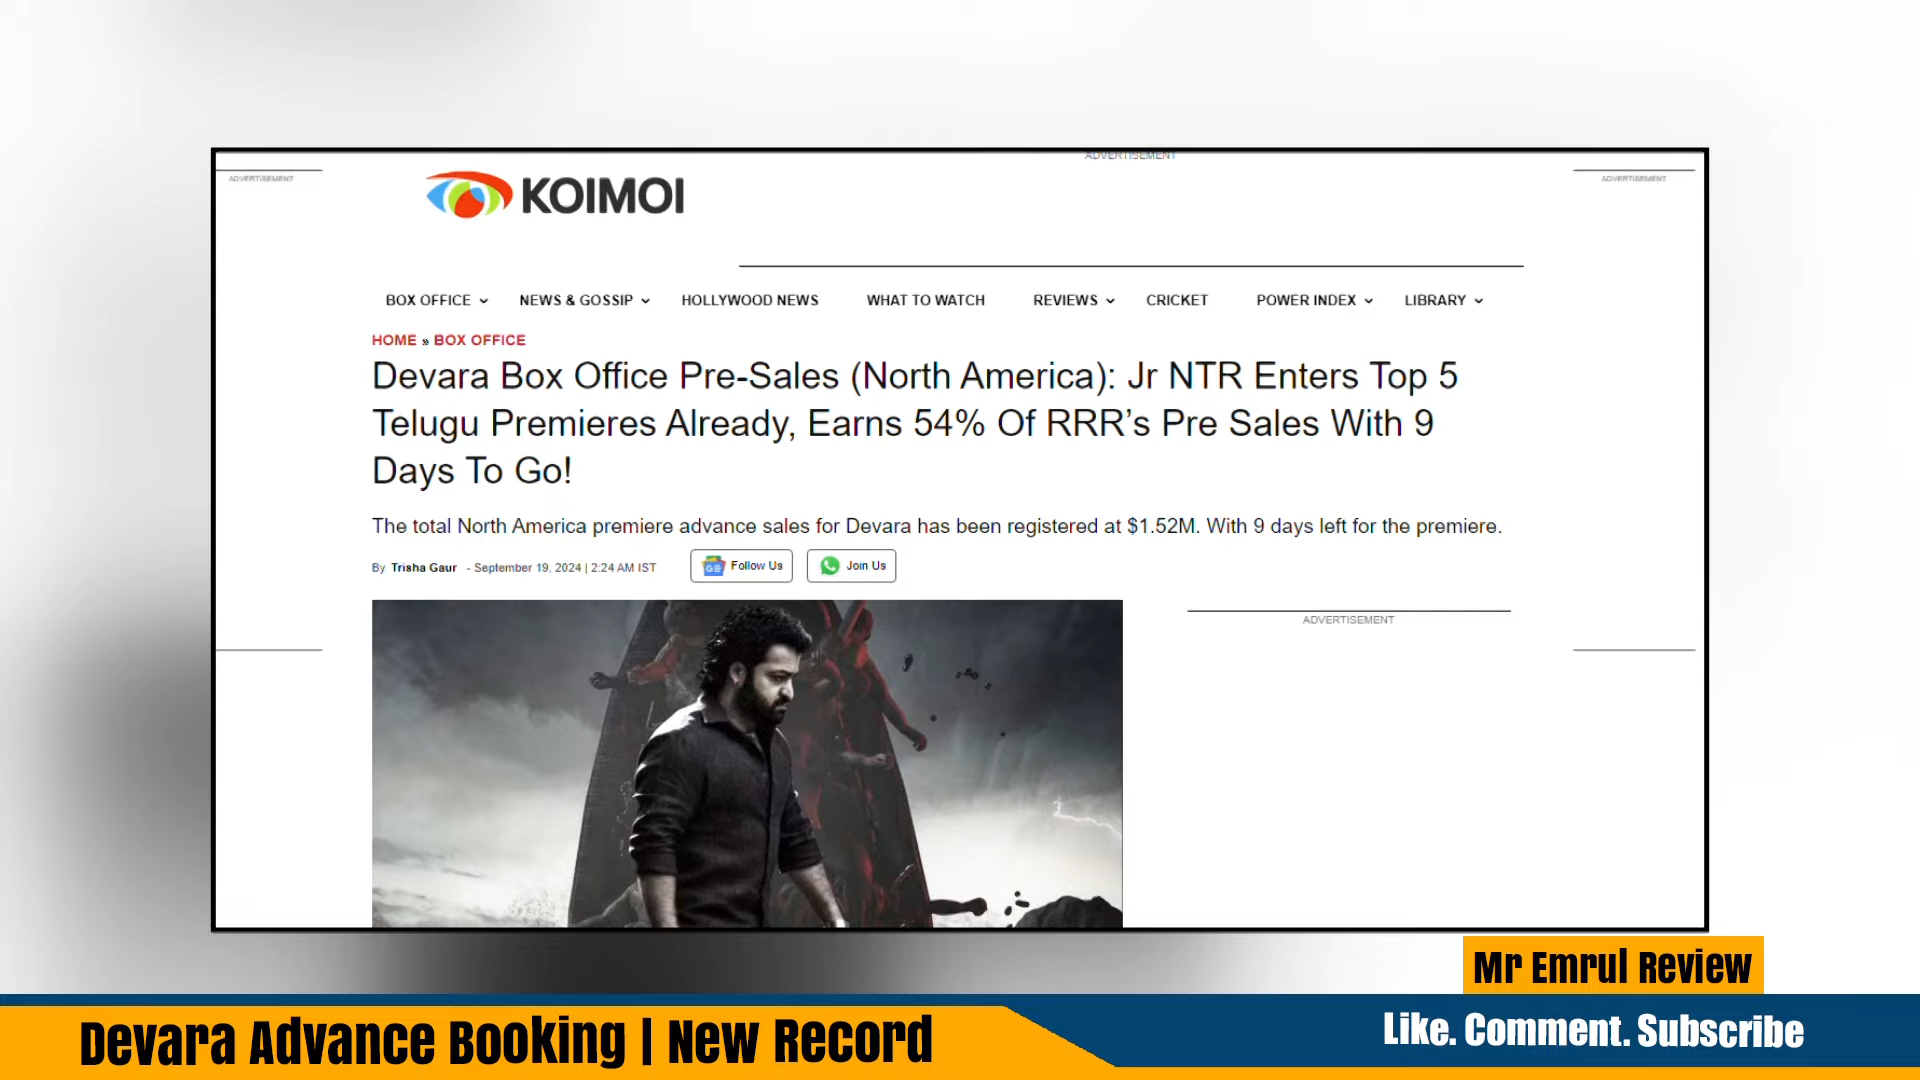 ADVERTISEMENT
ADVERTISEMENT
ADVERTISEMENT
KOIMOI
BOX OFFICE NEWS & GOSSIP HOLLYWOOD NEWS WHAT TO WATCH REVIEWS CRICKET POWER INDEX LIBRARY
HOME » BOX OFFICE
Devara Box Office Pre-Sales (North America): Jr NTR Enters Top 5
Telugu Premieres Already, Earns 54% Of RRR’s Pre Sales With 9
Days To Go!
The total North America premiere advance sales for Devara has been registered at $1.52M. With 9 days left for the premiere.
By Trisha Gaur - September 19, 2024 | 2:24 AM IST
Follow Us
Join Us
ADVERTISEMENT
Mr Emrul Review
Devara Advance Booking | New Record
Like. Comment. Subscribe